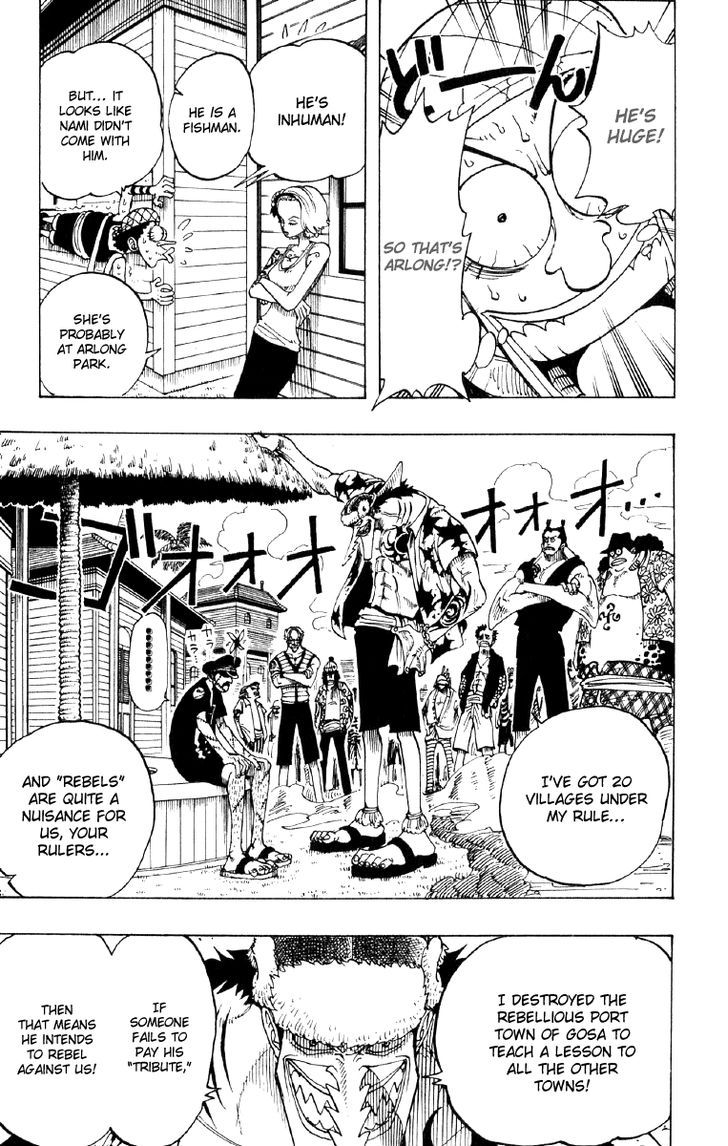 HE'S
HUGE!
どーん
SO THAT'S
ARLONG!?
HE'S
INHUMAN!
HE IS A
FISHMAN.
BUT... IT
LOOKS LIKE
NAMI DIDN'T
COME WITH
HIM.
SHE'S
PROBABLY
AT ARLONG
PARK.
オオ...
ゴオオオ
I'VE GOT 20
VILLAGES UNDER
MY RULE...
AND "REBELS"
ARE QUITE A
NUISANCE FOR
US, YOUR
RULERS...
I DESTROYED THE
REBELLIOUS PORT
TOWN OF GOSA TO
TEACH A LESSON TO
ALL THE OTHER
TOWNS!
IF
SOMEONE
FAILS TO
PAY HIS
"TRIBUTE,"
THEN
THAT MEANS
HE INTENDS
TO REBEL
AGAINST US!